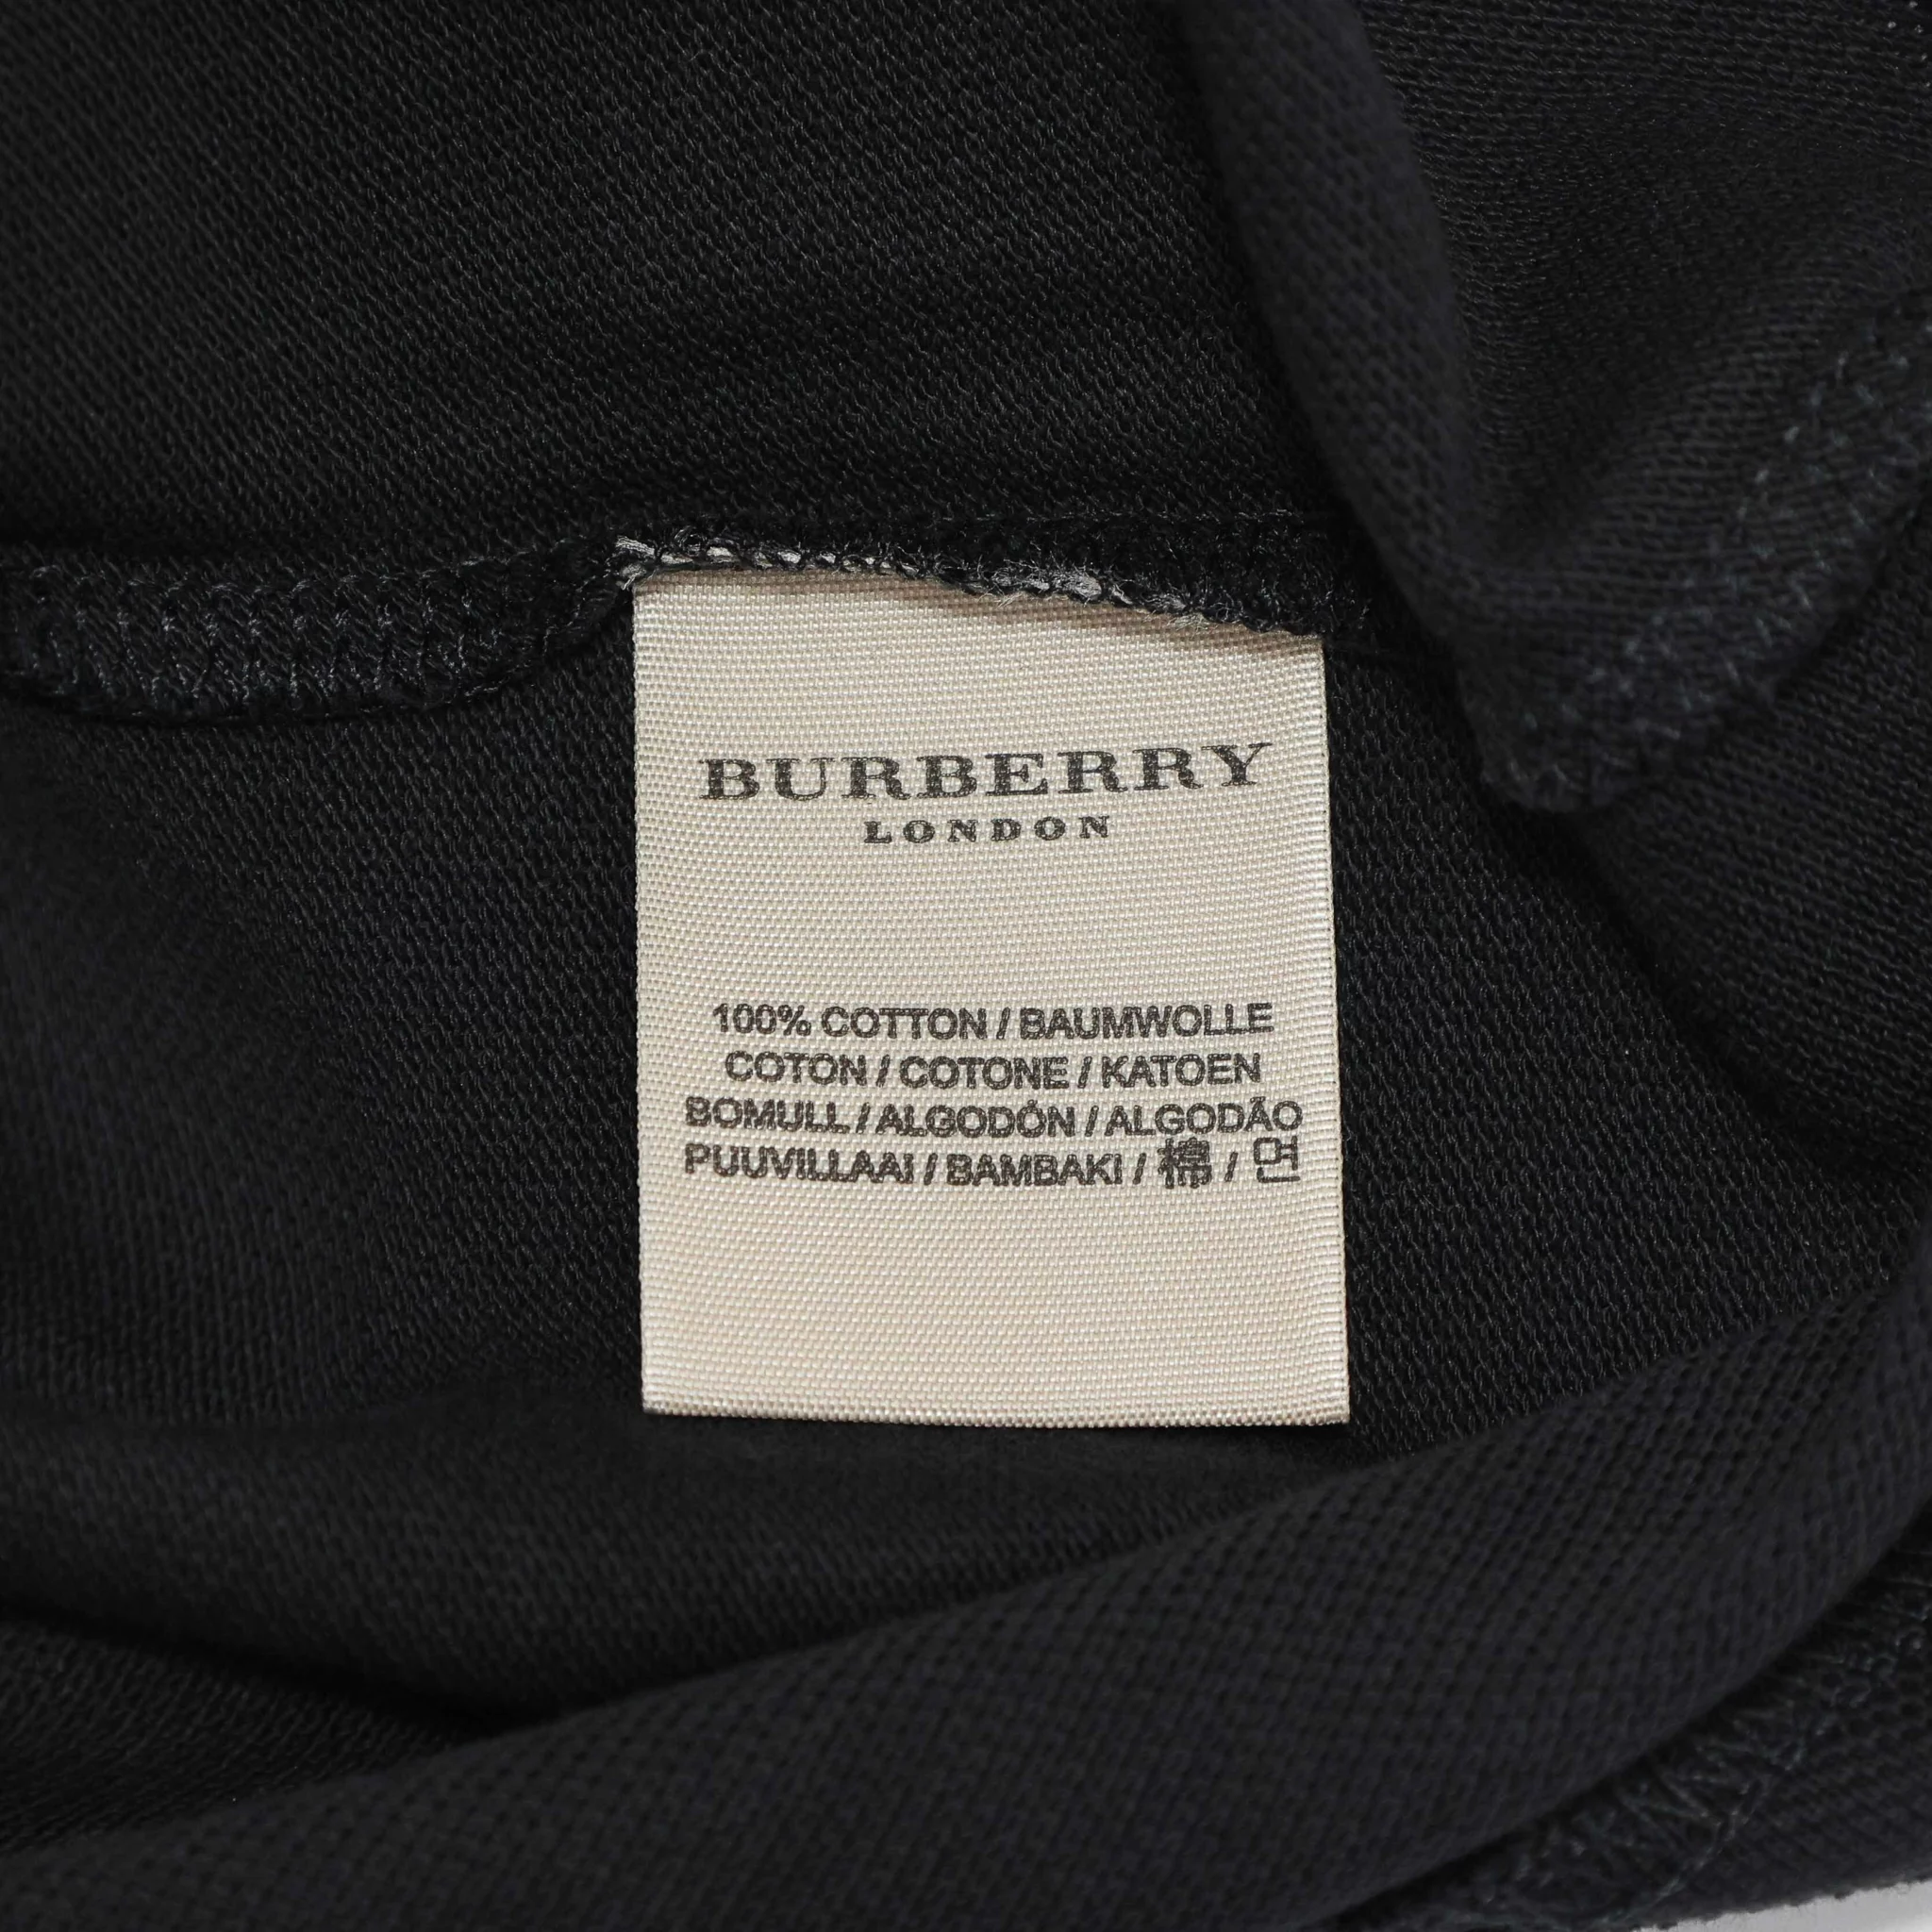 BURBERRY
LONDON
100% COTTON / BAUMWOLLE
COTON / COTONE / KATOEN
BOMULL / ALGODÓN / ALGODÃO
PUUVILLAAI / BAMBAKI / 棉 / 면